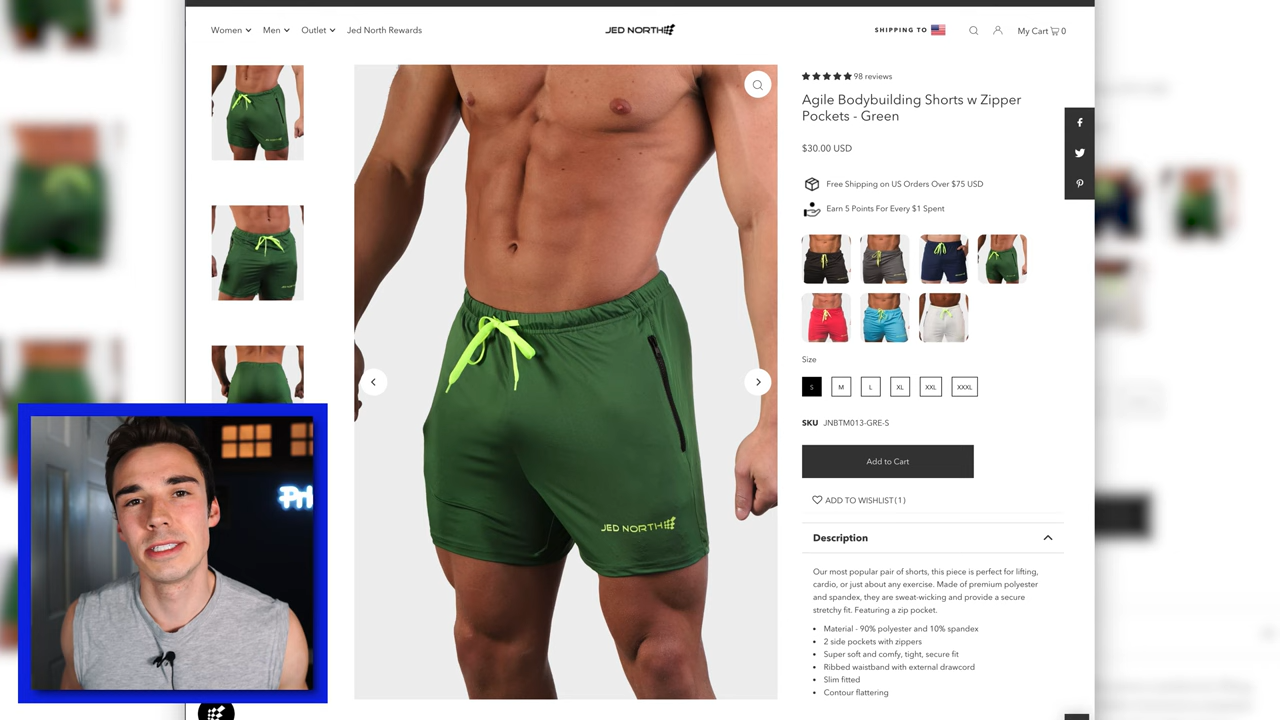 Women Men Outlet Jed North Rewards
JED NORTH
SHIPPING TO
My Cart 0
98 reviews
Agile Bodybuilding Shorts w Zipper
Pockets - Green
$30.00 USD
Free Shipping on US Orders Over $75 USD
Earn 5 Points For Every $1 Spent
Size
S M L XL XXL XXXL
SKU JNBTM013-GRE-S
Add to Cart
ADD TO WISHLIST (1)
Description
Our most popular pair of shorts, this piece is perfect for lifting,
cardio, or just about any exercise. Made of premium polyester
and spandex, they are sweat-wicking and provide a secure
stretchy fit. Featuring a zip pocket.
• Material - 90% polyester and 10% spandex
• 2 side pockets with zippers
• Super soft and comfy, tight, secure fit
• Ribbed waistband with external drawcord
• Slim fitted
• Contour flattering
JED NORTH
Pri